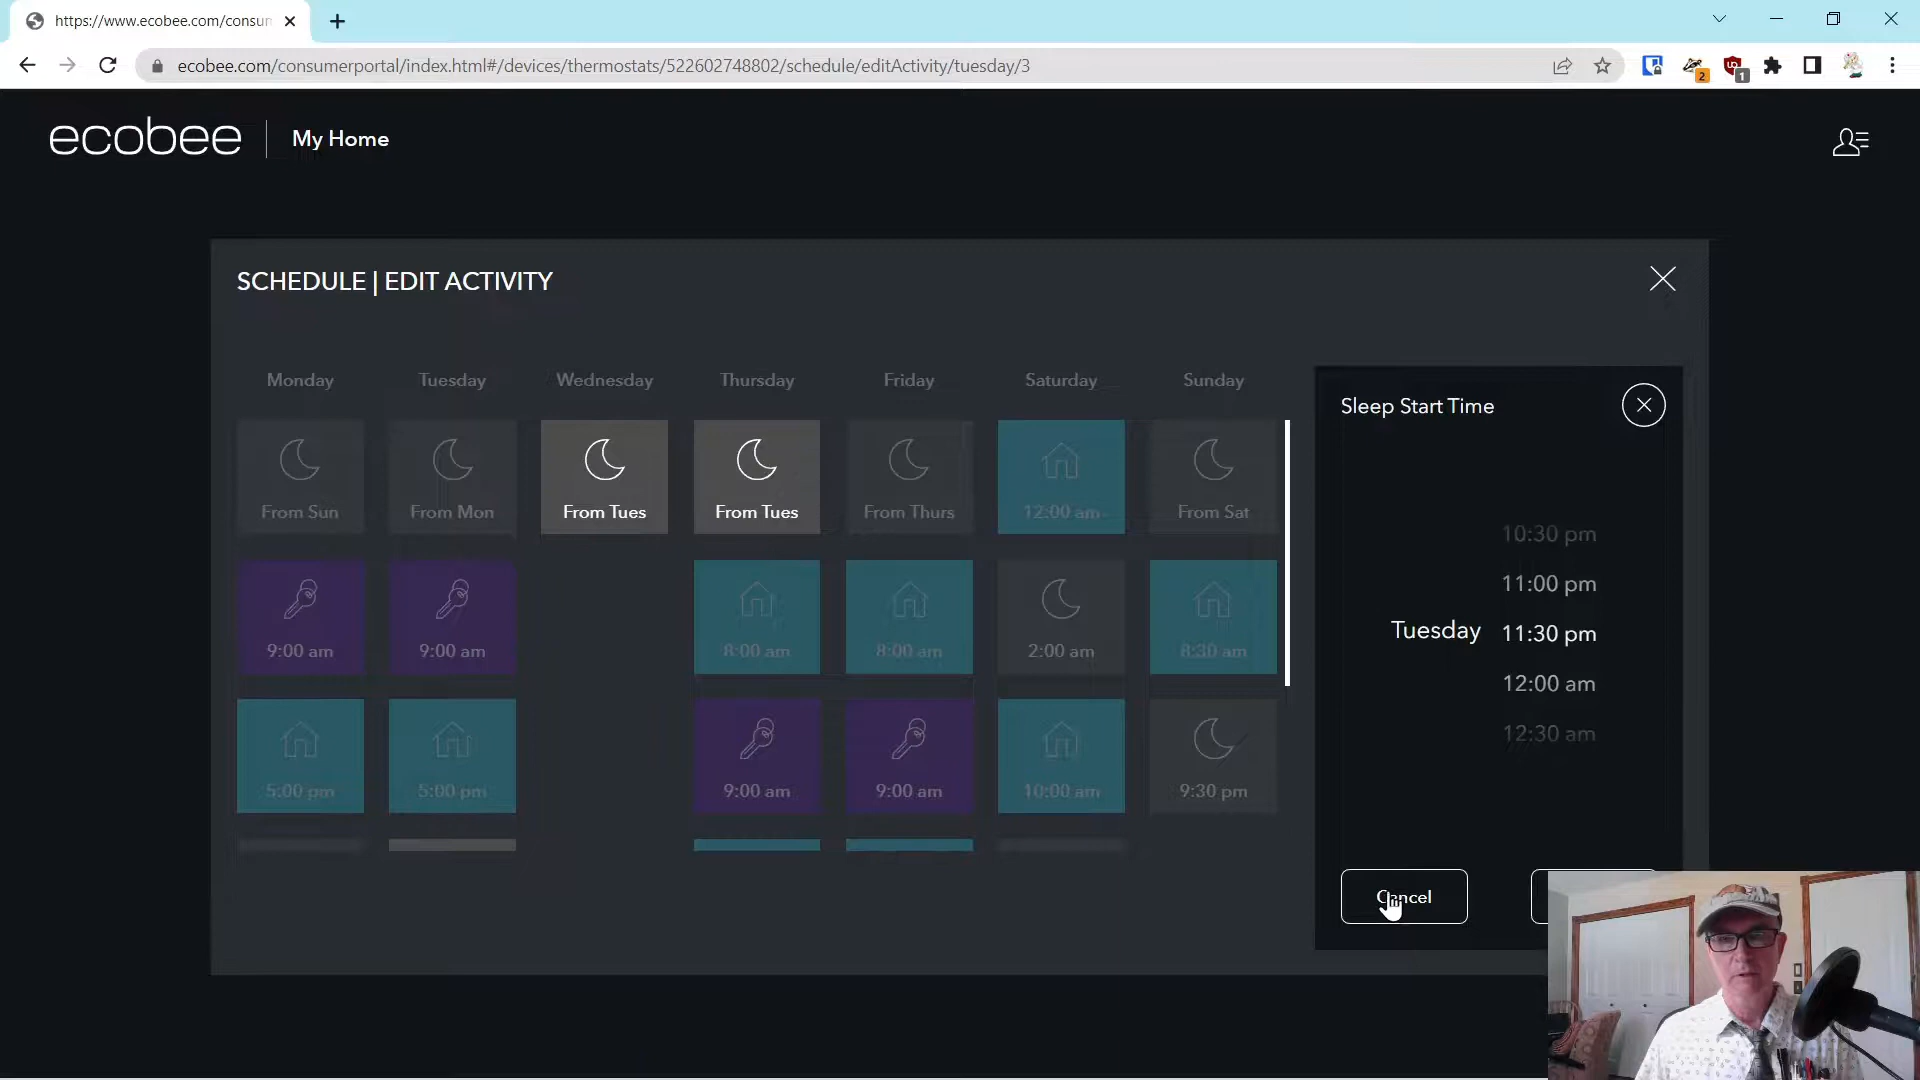 https://www.ecobee.com/consum
ecobee.com/consumerportal/index.html#/devices/thermostats/522602748802/schedule/editActivity/tuesday/3
2
1
ecobee | My Home
SCHEDULE | EDIT ACTIVITY
Monday Tuesday Wednesday Thursday Friday Saturday Sunday
From Sun From Mon From Tues From Tues From Thurs 12:00 am From Sat
9:00 am 9:00 am 8:00 am 8:00 am 2:00 am 8:30 am
5:00 pm 5:00 pm 9:00 am 9:00 am 10:00 am 9:30 pm
Sleep Start Time
10:30 pm
11:00 pm
Tuesday 11:30 pm
12:00 am
12:30 am
Cancel